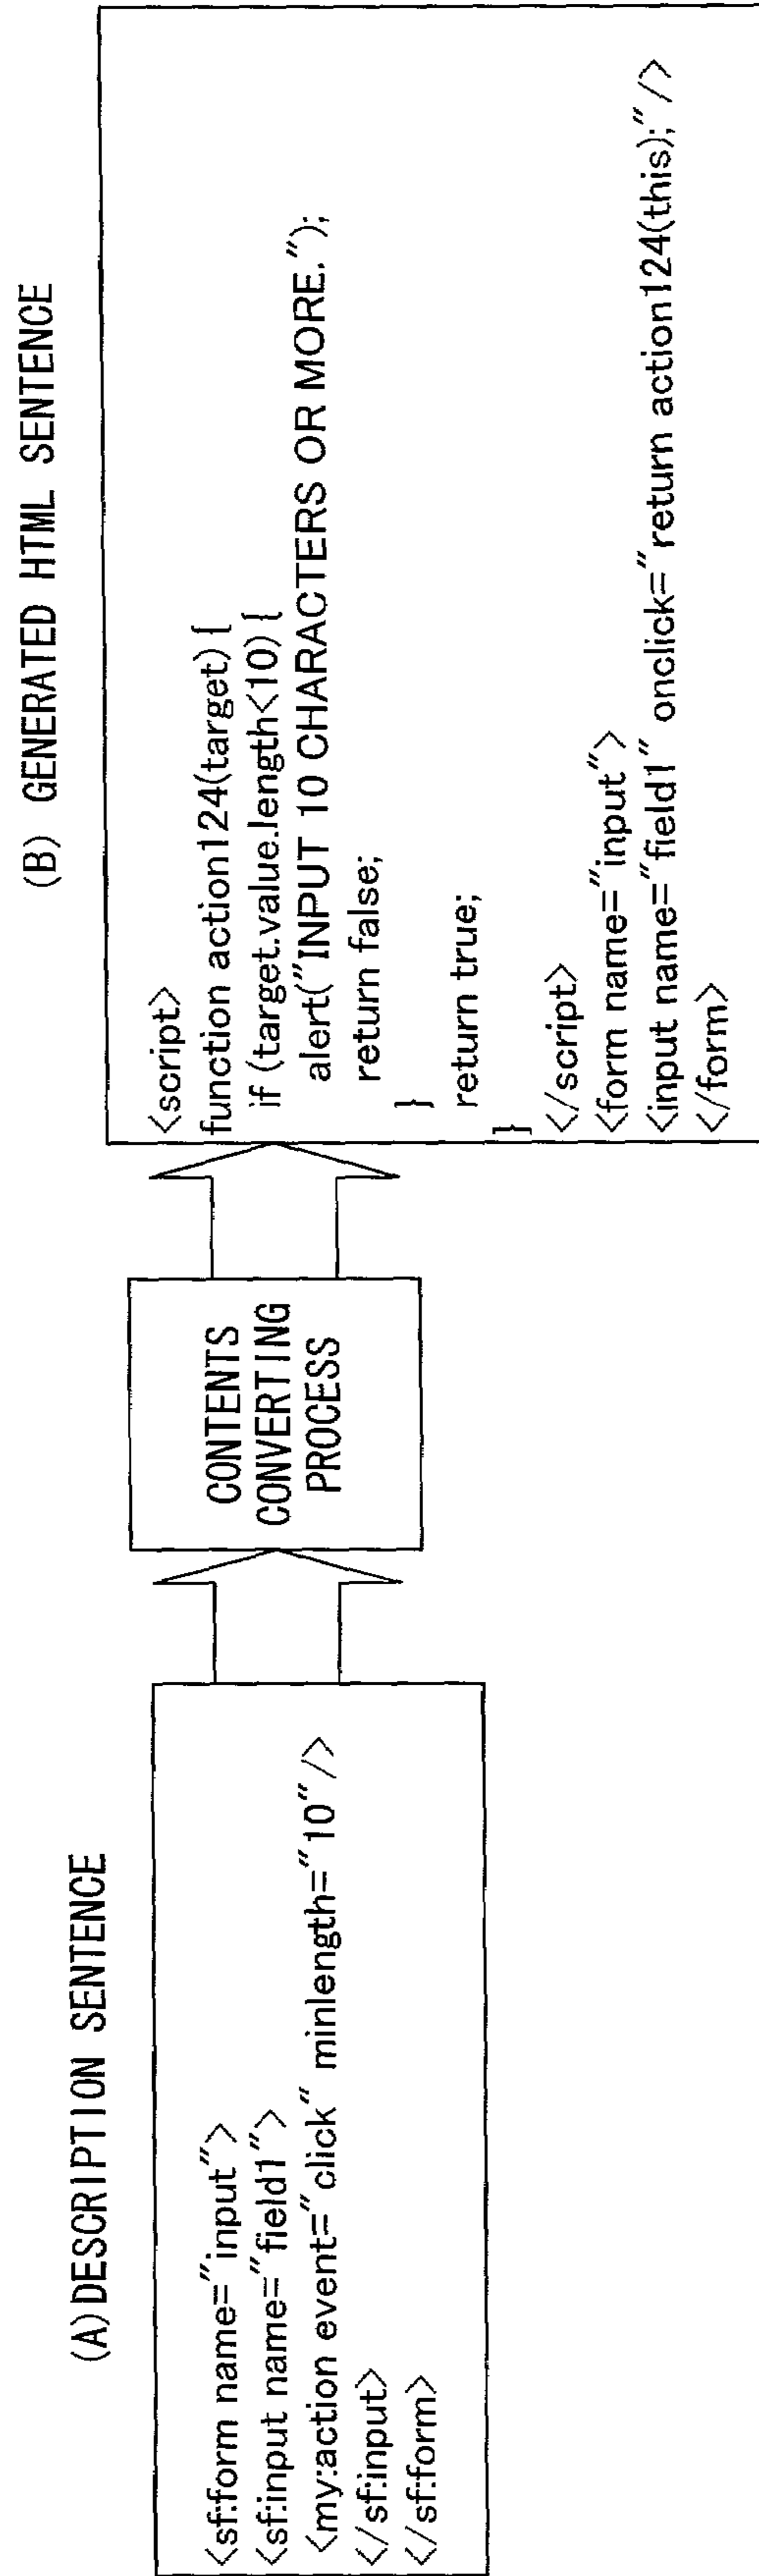 (A)DESCRIPTION SENTENCE
<sf:form name="input">
<sf:input name="field1">
<my:action event="click" minlength="10"/>
</sf:input>
</sf:form>
CONTENTS
CONVERTING
PROCESS
(B) GENERATED HTML SENTENCE
<script>
function action124(target) {
if (target.value.length<10) {
alert("INPUT 10 CHARACTERS OR MORE.");
return false;
}
return true;
}
</script>
<form name="input">
<input name="field1" onclick="return action124(this);"/>
</form>